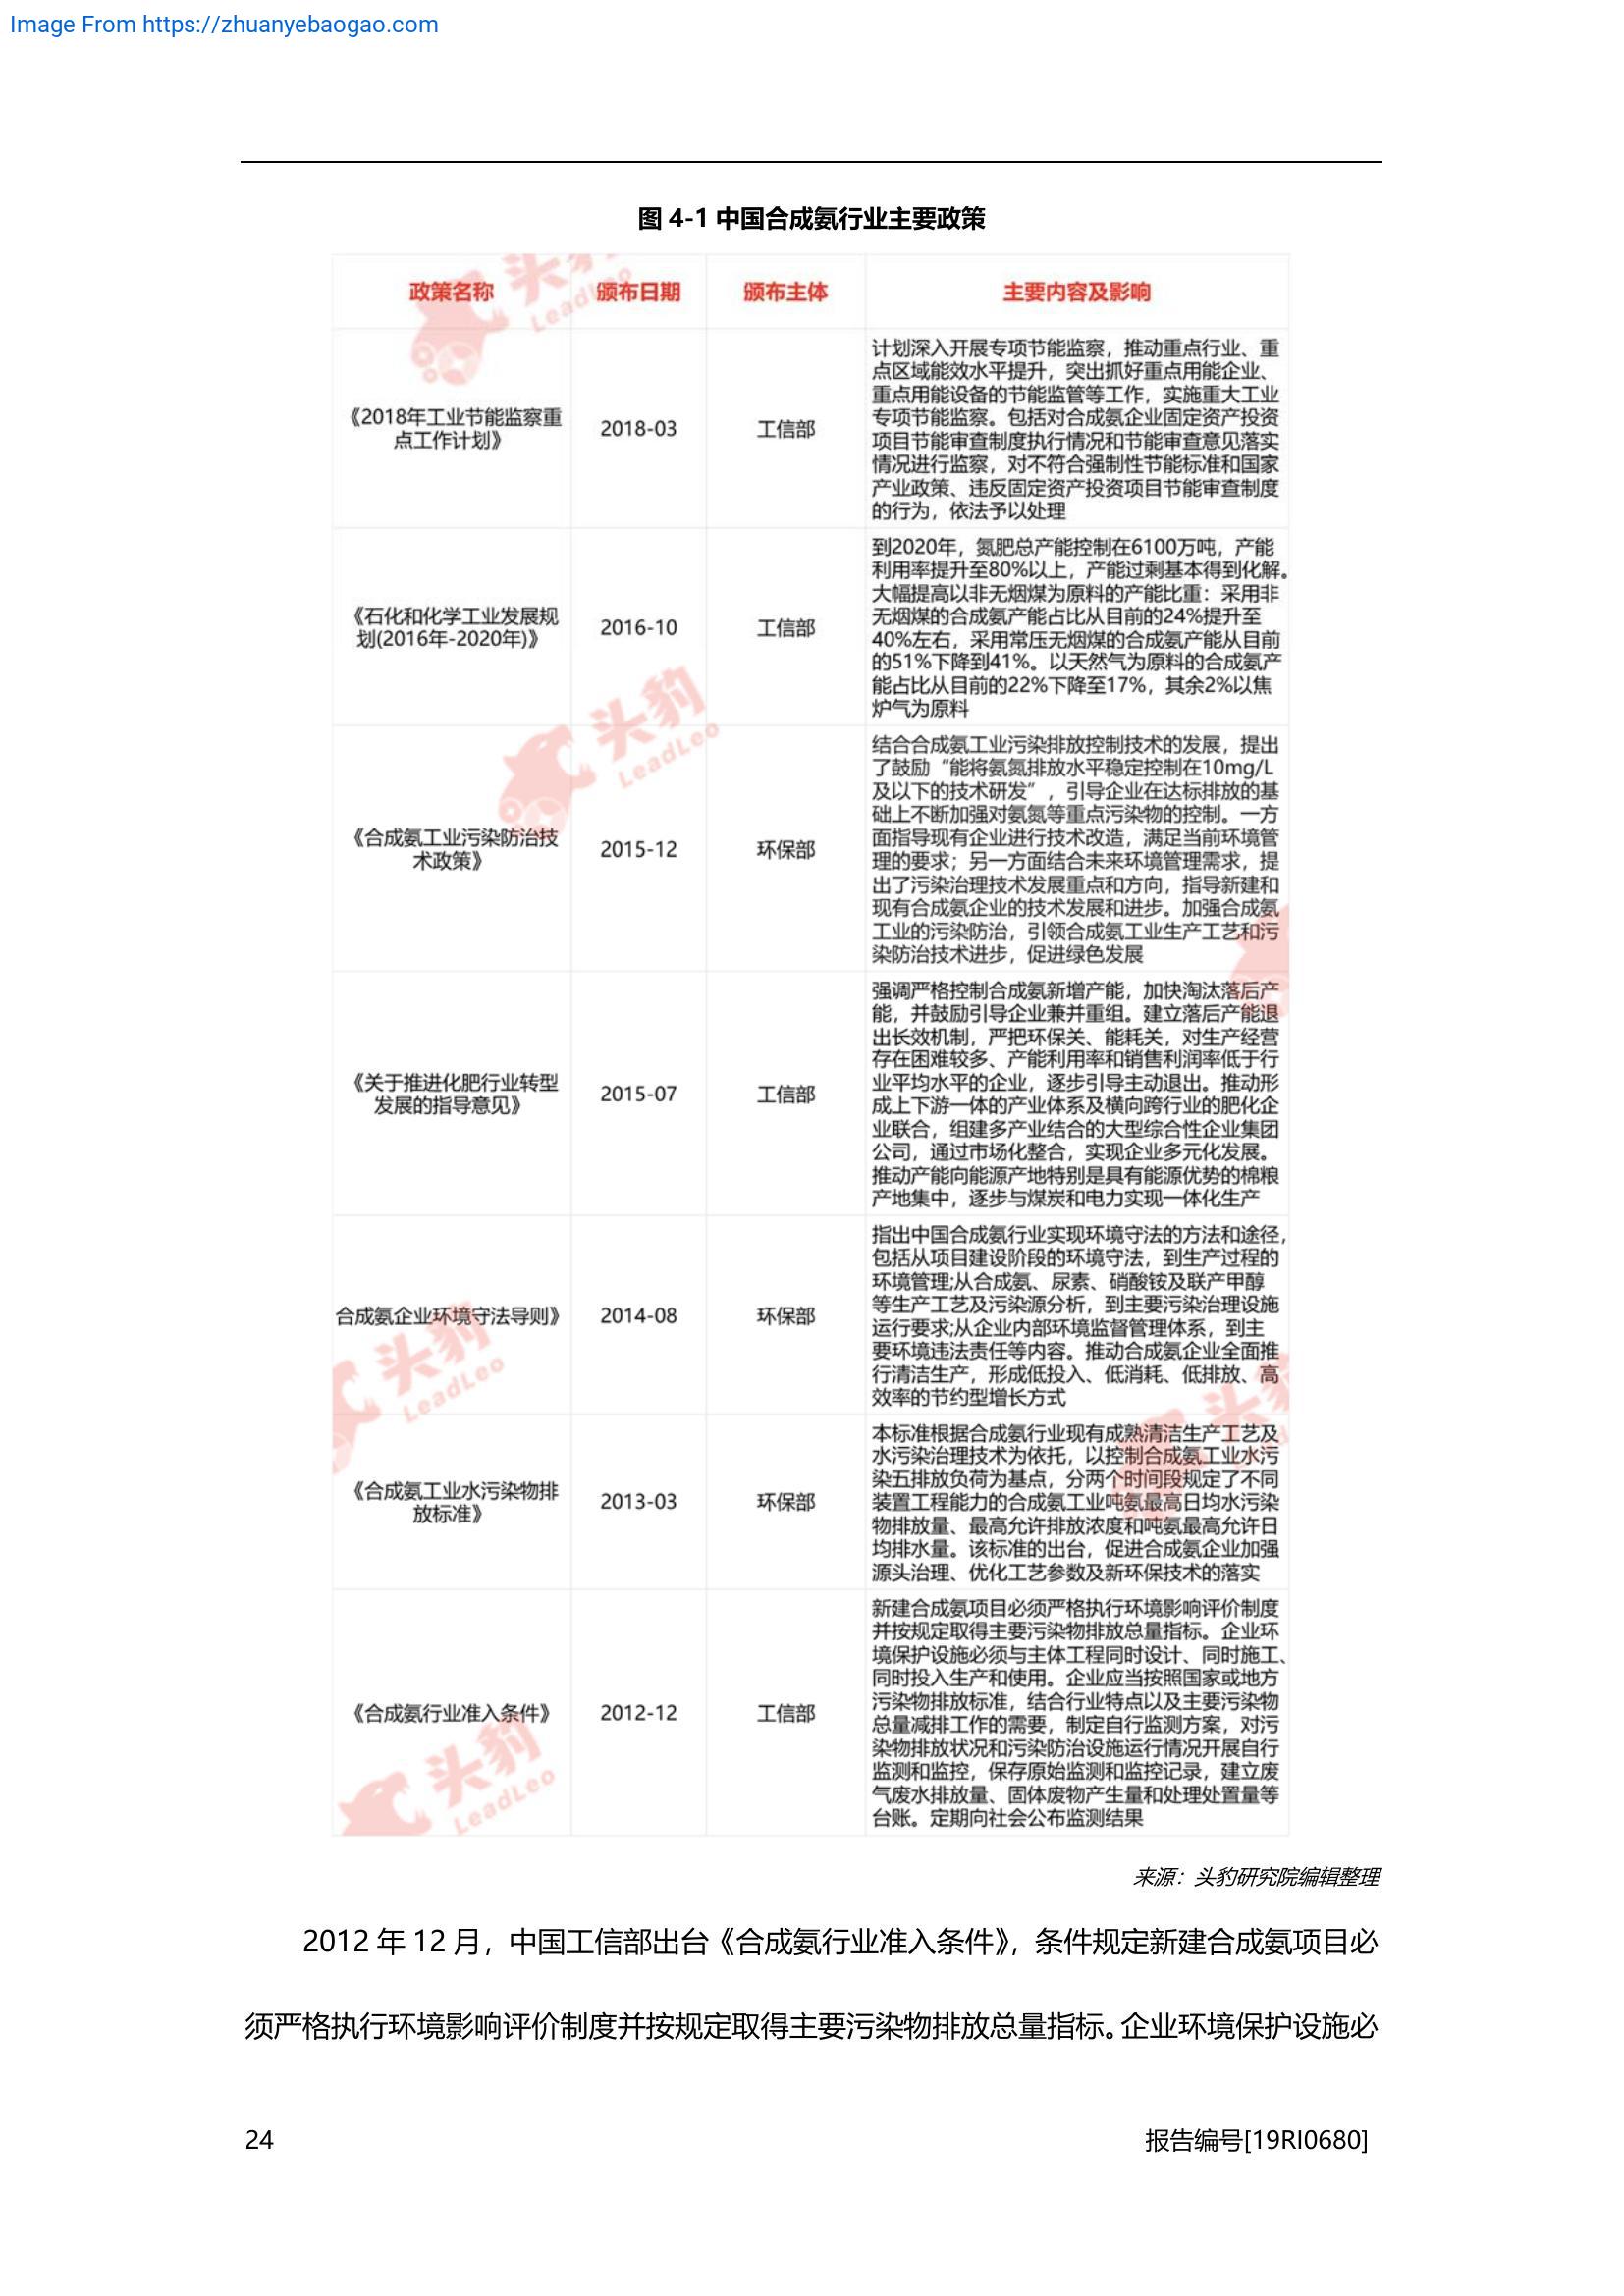 Image From https://zhuanyebaogao.com
图 4-1 中国合成氨行业主要政策
政策名称
颁布日期
颁布主体
主要内容及影响
《2018年工业节能监察重
点工作计划》
2018-03
工信部
计划深入开展专项节能监察，推动重点行业、重
点区域能效水平提升，突出抓好重点用能企业、
重点用能设备的节能监管等工作，实施重大工业
专项节能监察。包括对合成氨企业固定资产投资
项目节能审查制度执行情况和节能审查意见落实
情况进行监察，对不符合强制性节能标准和国家
产业政策、违反固定资产投资项目节能审查制度
的行为，依法予以处理
《石化和化学工业发展规
划(2016年-2020年)》
2016-10
工信部
到2020年，氮肥总产能控制在6100万吨，产能
利用率提升至80%以上，产能过剩基本得到化解。
大幅提高以非无烟煤为原料的产能比重：采用非
无烟煤的合成氨产能占比从目前的24%提升至
40%左右，采用常压无烟煤的合成氨产能从目前
的51%下降到41%。以天然气为原料的合成氨产
能占比从目前的22%下降至17%，其余2%以焦
炉气为原料
《合成氨工业污染防治技
术政策》
2015-12
环保部
结合合成氨工业污染排放控制技术的发展，提出
了鼓励“能将氨氮排放水平稳定控制在10mg/L
及以下的技术研发”，引导企业在达标排放的基
础上不断加强对氨氮等重点污染物的控制。一方
面指导现有企业进行技术改造，满足当前环境管
理的要求；另一方面结合未来环境管理需求，提
出了污染治理技术发展重点和方向，指导新建和
现有合成氨企业的技术发展和进步。加强合成氨
工业的污染防治，引领合成氨工业生产工艺和污
染防治技术进步，促进绿色发展
《关于推进化肥行业转型
发展的指导意见》
2015-07
工信部
强调严格控制合成氨新增产能，加快淘汰落后产
能，并鼓励引导企业兼并重组。建立落后产能退
出长效机制，严把环保关、能耗关，对生产经营
存在困难较多、产能利用率和销售利润率低于行
业平均水平的企业，逐步引导主动退出。推动形
成上下游一体的产业体系及横向跨行业的肥化企
业联合，组建多产业结合的大型综合性企业集团
公司，通过市场化整合，实现企业多元化发展。
推动产能向能源产地特别是具有能源优势的棉粮
产地集中，逐步与煤炭和电力实现一体化生产
合成氨企业环境守法导则》
2014-08
环保部
指出中国合成氨行业实现环境守法的方法和途径，
包括从项目建设阶段的环境守法，到生产过程的
环境管理;从合成氨、尿素、硝酸铵及联产甲醇
等生产工艺及污染源分析，到主要污染治理设施
运行要求;从企业内部环境监督管理体系，到主
要环境违法责任等内容。推动合成氨企业全面推
行清洁生产，形成低投入、低消耗、低排放、高
效率的节约型增长方式
《合成氨工业水污染物排
放标准》
2013-03
环保部
本标准根据合成氨行业现有成熟清洁生产工艺及
水污染治理技术为依托，以控制合成氨工业水污
染五排放负荷为基点，分两个时间段规定了不同
装置工程能力的合成氨工业吨氨最高日均水污染
物排放量、最高允许排放浓度和吨氨最高允许日
均排水量。该标准的出台，促进合成氨企业加强
源头治理、优化工艺参数及新环保技术的落实
《合成氨行业准入条件》
2012-12
工信部
新建合成氨项目必须严格执行环境影响评价制度
并按规定取得主要污染物排放总量指标。企业环
境保护设施必须与主体工程同时设计、同时施工、
同时投入生产和使用。企业应当按照国家或地方
污染物排放标准，结合行业特点以及主要污染物
总量减排工作的需要，制定自行监测方案，对污
染物排放状况和污染防治设施运行情况开展自行
监测和监控，保存原始监测和监控记录，建立废
气废水排放量、固体废物产生量和处理处置量等
台账。定期向社会公布监测结果
来源：头豹研究院编辑整理
2012 年 12 月，中国工信部出台《合成氨行业准入条件》，条件规定新建合成氨项目必
须严格执行环境影响评价制度并按规定取得主要污染物排放总量指标。企业环境保护设施必
24
报告编号[19RI0680]